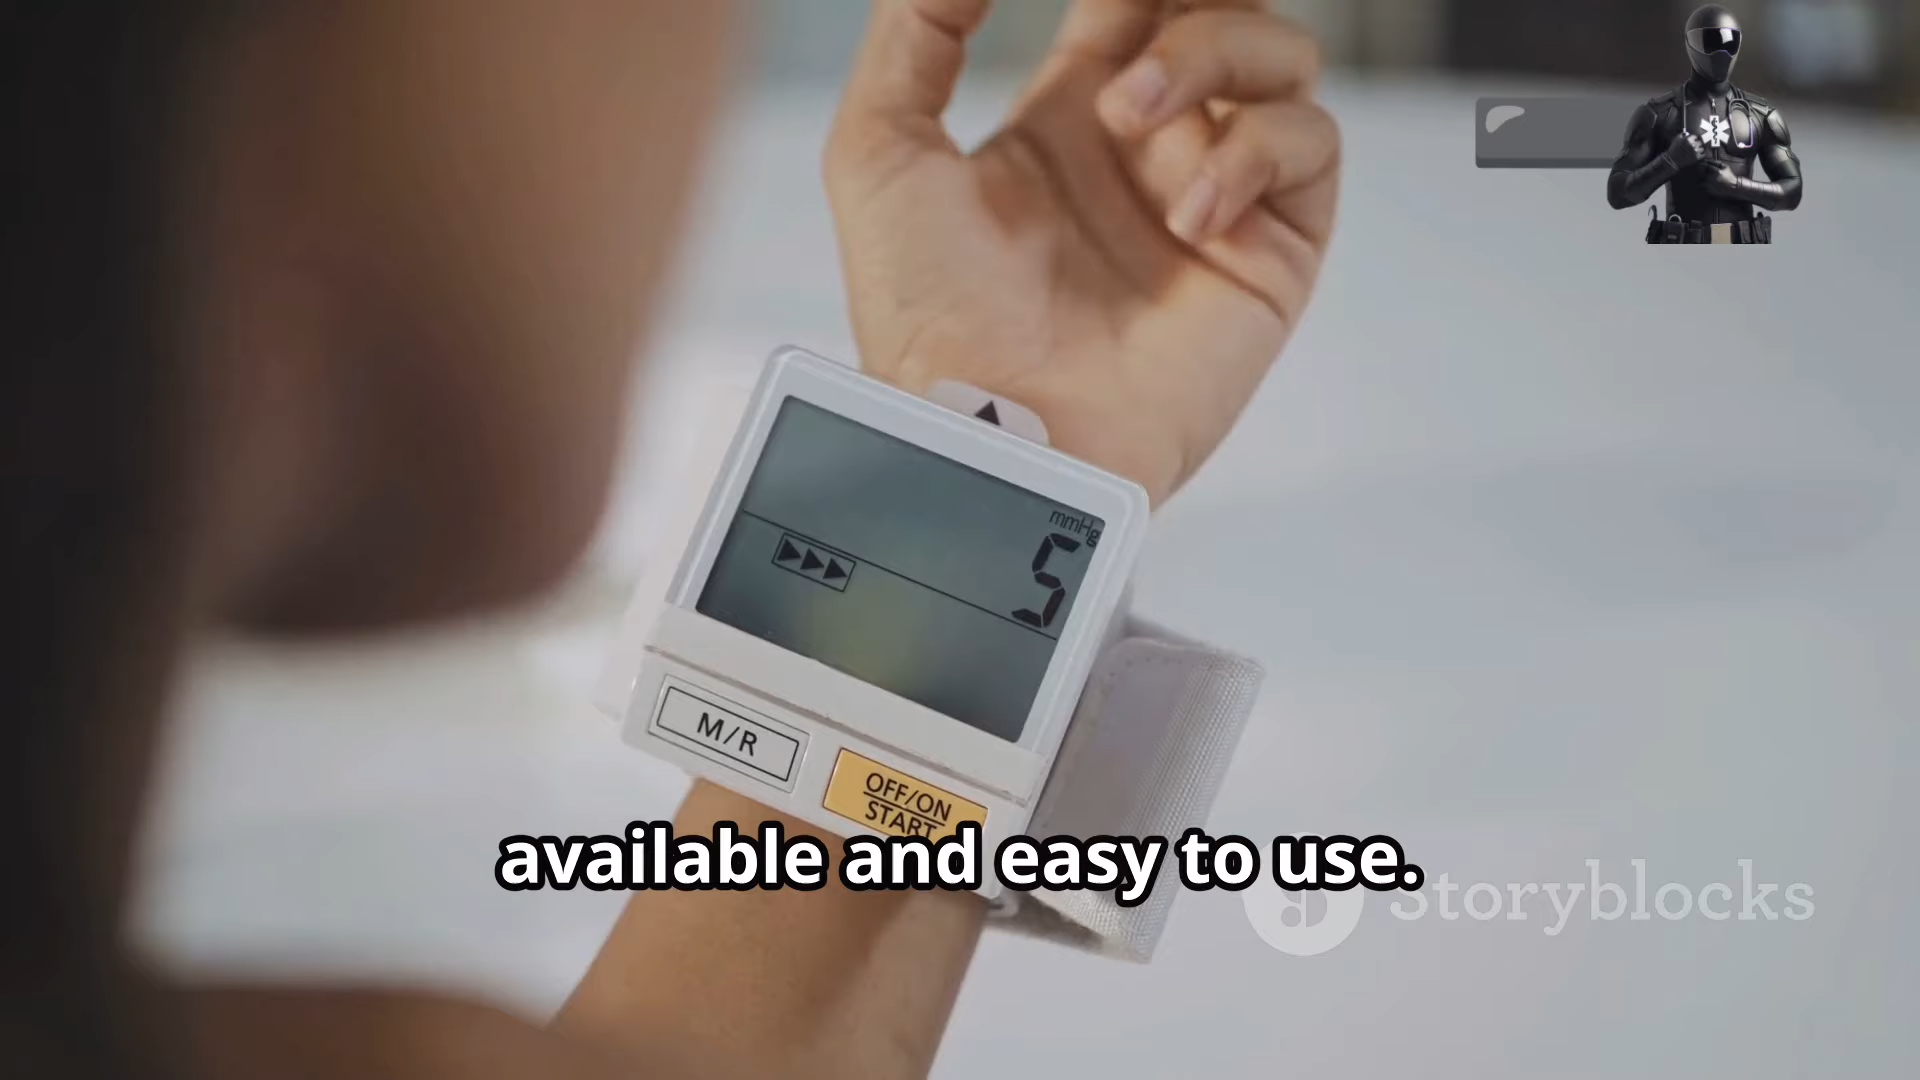 mmHg
5
M/R
OFF/ON
START
available and easy to use.
Storyblocks